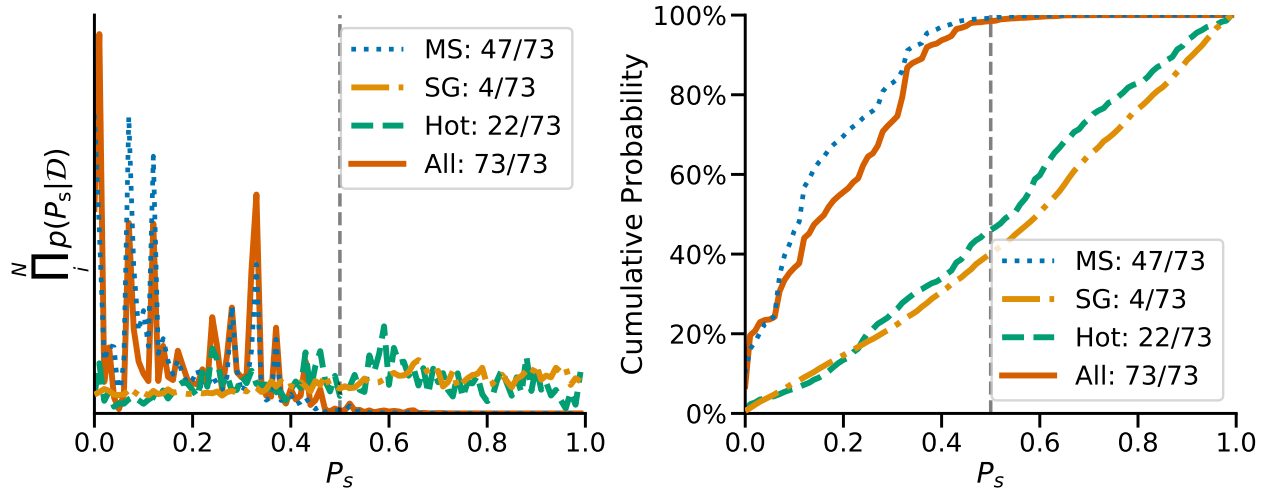 ∏_i^N p(P_s|𝒟)
MS: 47/73
SG: 4/73
Hot: 22/73
All: 73/73
0.0 0.2 0.4 0.6 0.8 1.0
P_s
Cumulative Probability
100%
80%
60%
40%
20%
0%
MS: 47/73
SG: 4/73
Hot: 22/73
All: 73/73
0.0 0.2 0.4 0.6 0.8 1.0
P_s